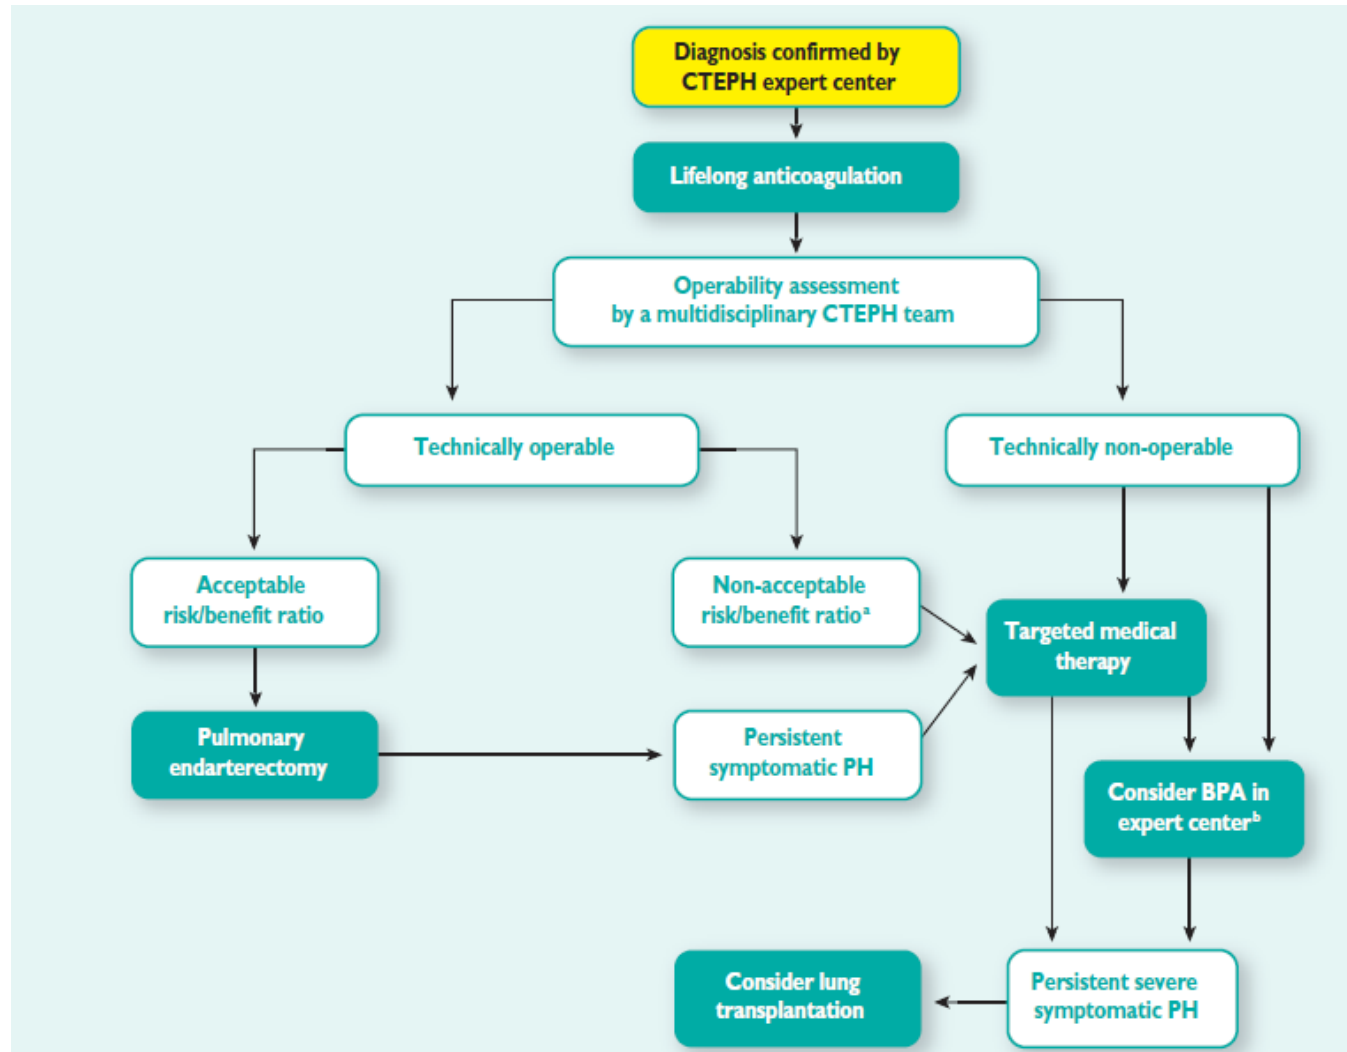 Diagnosis confirmed by
CTEPH expert center
Lifelong anticoagulation
Operability assessment
by a multidisciplinary CTEPH team
Technically operable
Technically non-operable
Acceptable
risk/benefit ratio
Non-acceptable
risk/benefit ratioᵃ
Targeted medical
therapy
Pulmonary
endarterectomy
Persistent
symptomatic PH
Consider BPA in
expert centerᵇ
Consider lung
transplantation
Persistent severe
symptomatic PH